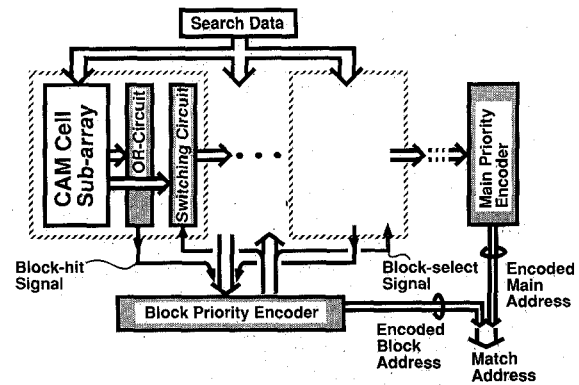 Search Data
CAM Cell
Sub-array
OR-Circuit
Switching Circuit
Main Priority
Encoder
Block-hit
Signal
Block-select
Signal
Encoded
Main
Address
Block Priority Encoder
Encoded
Block
Address
Match
Address